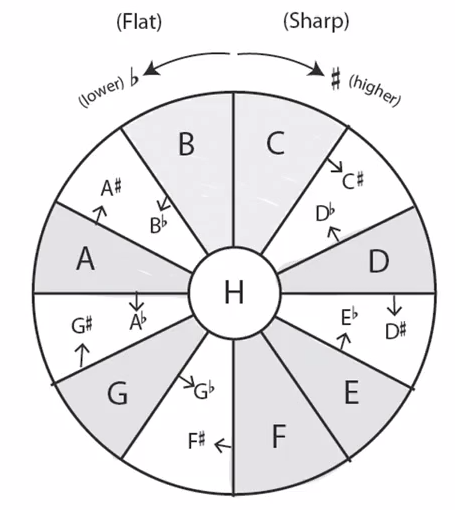 (Flat) (Sharp)
(lower) ♭ ♯ (higher)
B C
A♯ B♭ D♭ C♯
A D
H
G♯ A♭ E♭ D♯
G G♭ E
F♯ F